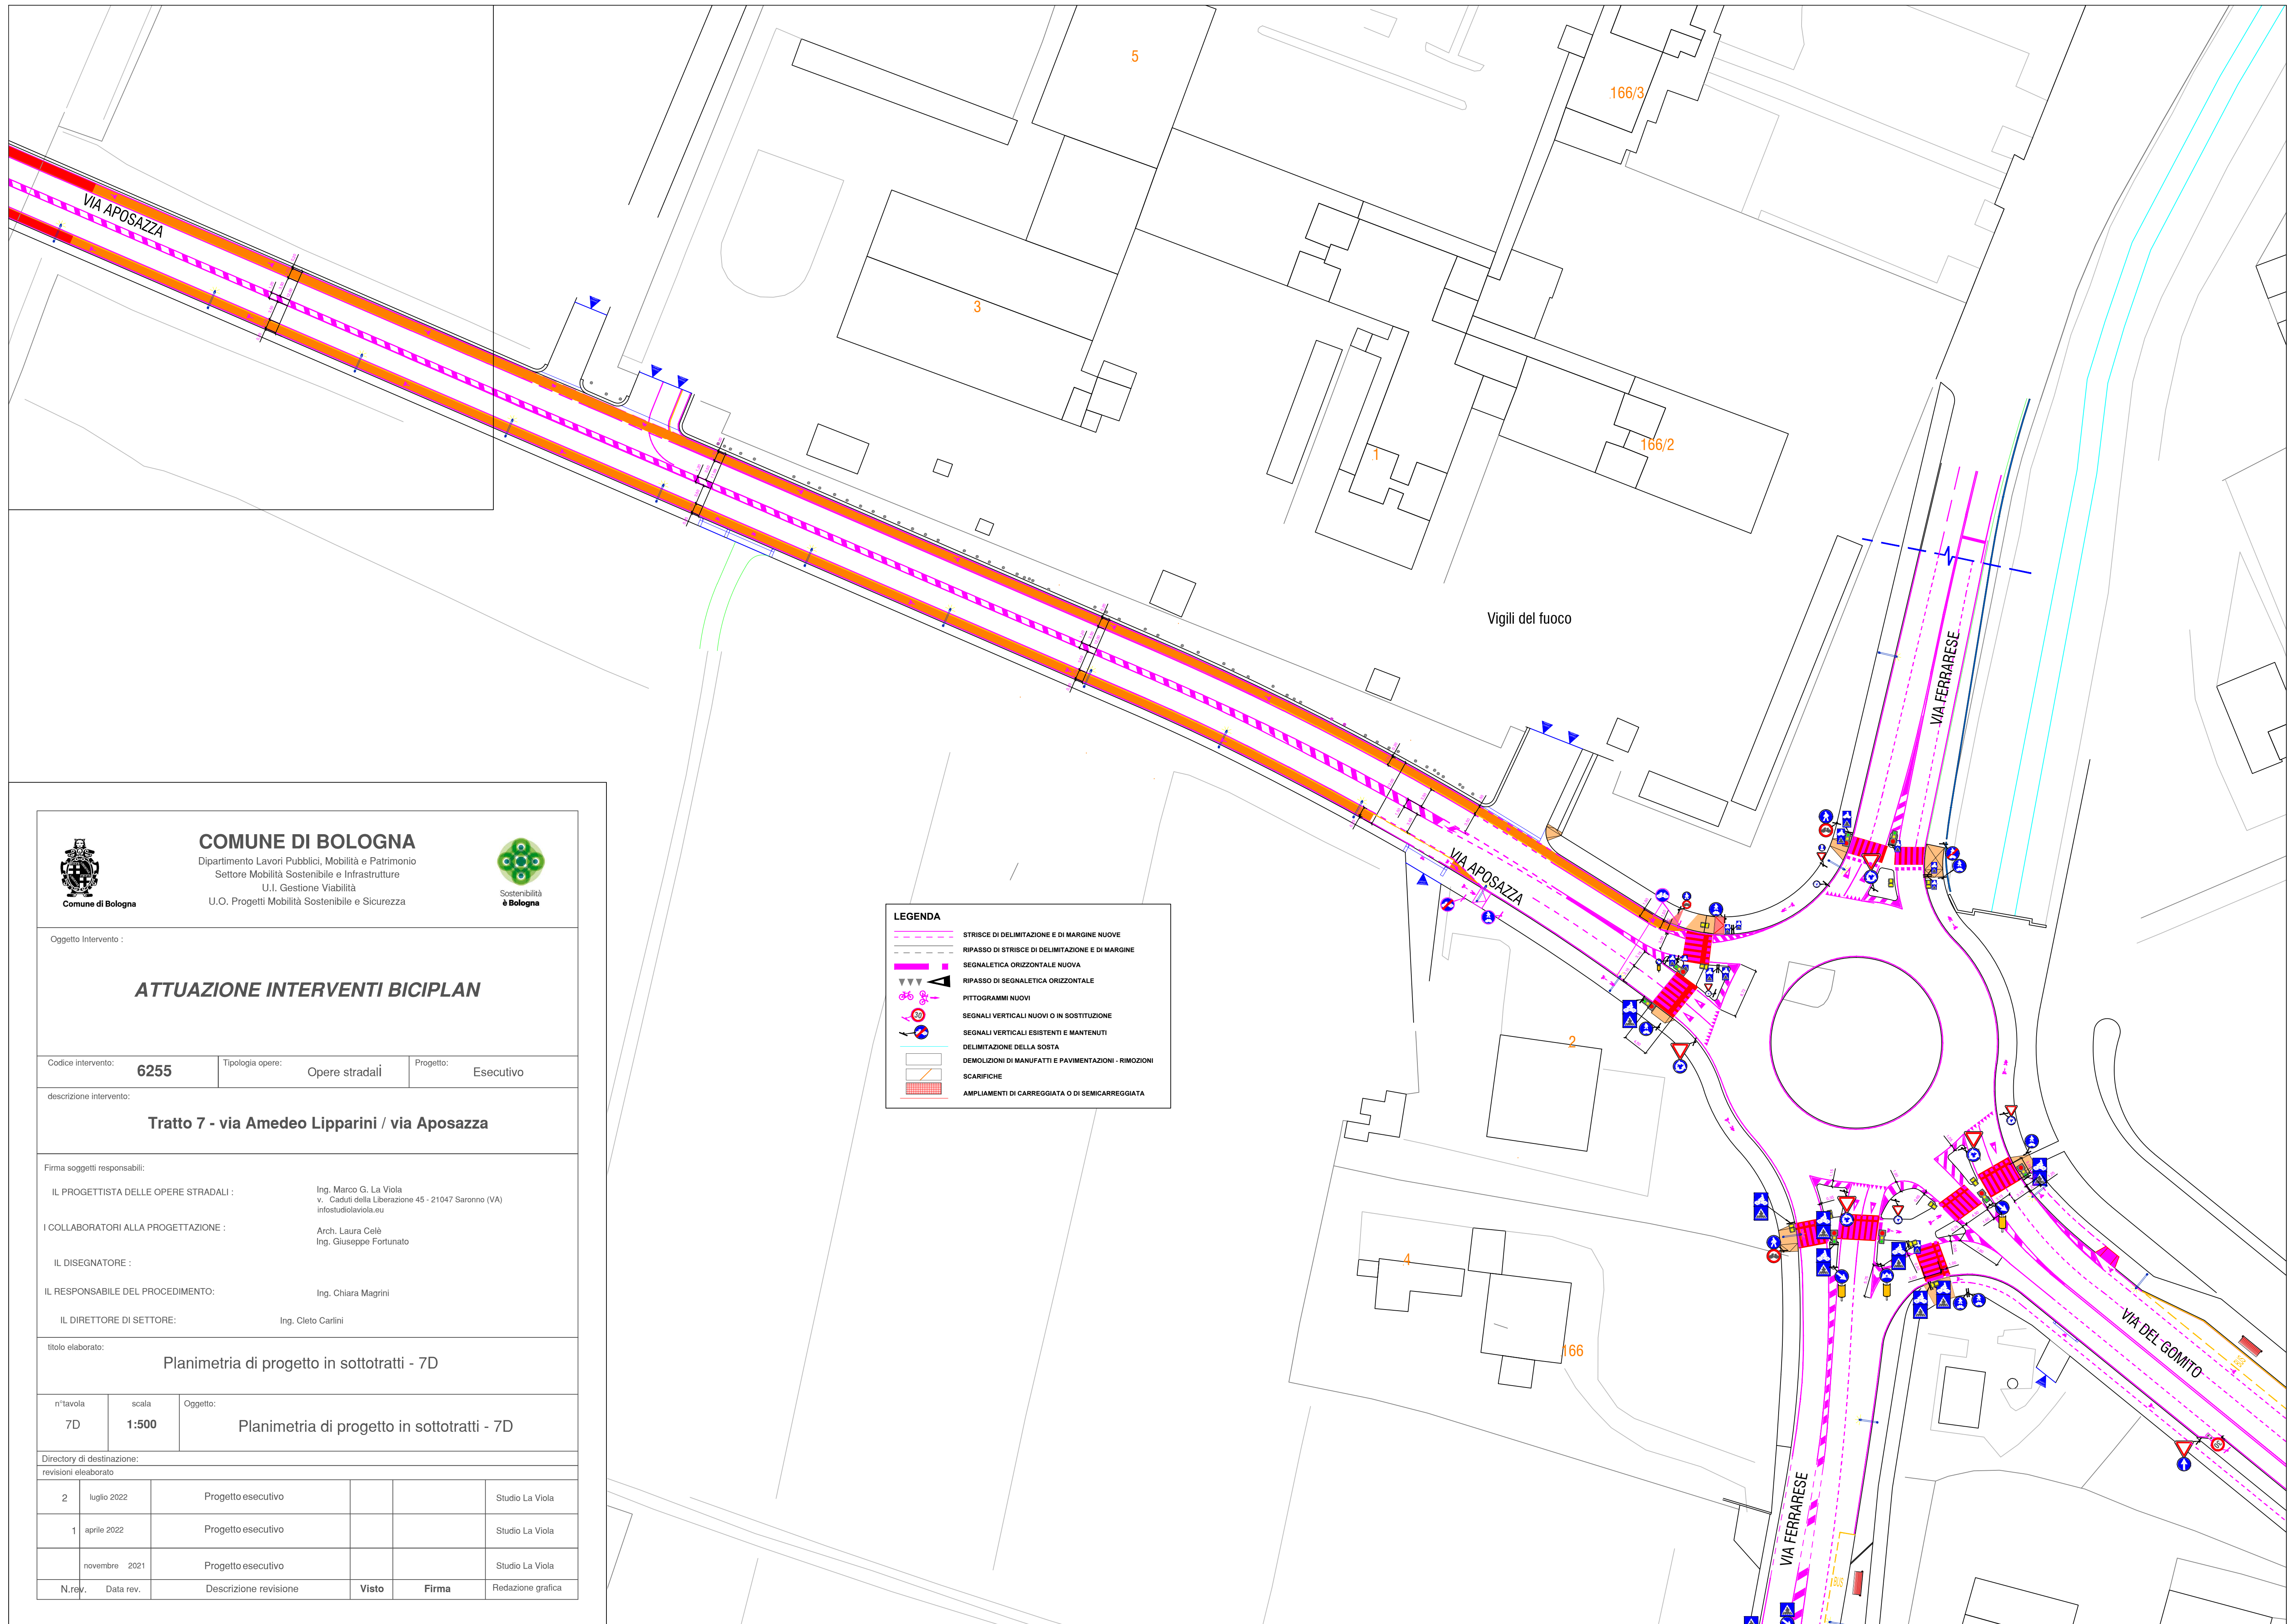 5
166/3
VIA APOSAZZA
3
1
166/2
Vigili del fuoco
VIA FERRARESE
VIA APOSAZZA
2
4
166
VIA DEL GOMITO
BUS
VIA FERRARESE
BUS
COMUNE DI BOLOGNA
Dipartimento Lavori Pubblici, Mobilità e Patrimonio
Settore Mobilità Sostenibile e Infrastrutture
U.I. Gestione Viabilità
U.O. Progetti Mobilità Sostenibile e Sicurezza
Comune di Bologna
Sostenibilità
è Bologna
Oggetto Intervento :
ATTUAZIONE INTERVENTI BICIPLAN
Codice intervento:
6255
Tipologia opere:
Opere stradali
Progetto:
Esecutivo
descrizione intervento:
Tratto 7 - via Amedeo Lipparini / via Aposazza
Firma soggetti responsabili:
IL PROGETTISTA DELLE OPERE STRADALI :
Ing. Marco G. La Viola
v. Caduti della Liberazione 45 - 21047 Saronno (VA)
infostudiolaviola.eu
I COLLABORATORI ALLA PROGETTAZIONE :
Arch. Laura Celè
Ing. Giuseppe Fortunato
IL DISEGNATORE :
IL RESPONSABILE DEL PROCEDIMENTO:
Ing. Chiara Magrini
IL DIRETTORE DI SETTORE:
Ing. Cleto Carlini
titolo elaborato:
Planimetria di progetto in sottotratti - 7D
n°tavola
7D
scala
1:500
Oggetto:
Planimetria di progetto in sottotratti - 7D
Directory di destinazione:
revisioni eleaborato
2 luglio 2022 Progetto esecutivo Studio La Viola
1 aprile 2022 Progetto esecutivo Studio La Viola
novembre 2021 Progetto esecutivo Studio La Viola
N.rev. Data rev. Descrizione revisione Visto Firma Redazione grafica
LEGENDA
STRISCE DI DELIMITAZIONE E DI MARGINE NUOVE
RIPASSO DI STRISCE DI DELIMITAZIONE E DI MARGINE
SEGNALETICA ORIZZONTALE NUOVA
RIPASSO DI SEGNALETICA ORIZZONTALE
PITTOGRAMMI NUOVI
30
SEGNALI VERTICALI NUOVI O IN SOSTITUZIONE
SEGNALI VERTICALI ESISTENTI E MANTENUTI
DELIMITAZIONE DELLA SOSTA
DEMOLIZIONI DI MANUFATTI E PAVIMENTAZIONI - RIMOZIONI
SCARIFICHE
AMPLIAMENTI DI CARREGGIATA O DI SEMICARREGGIATA